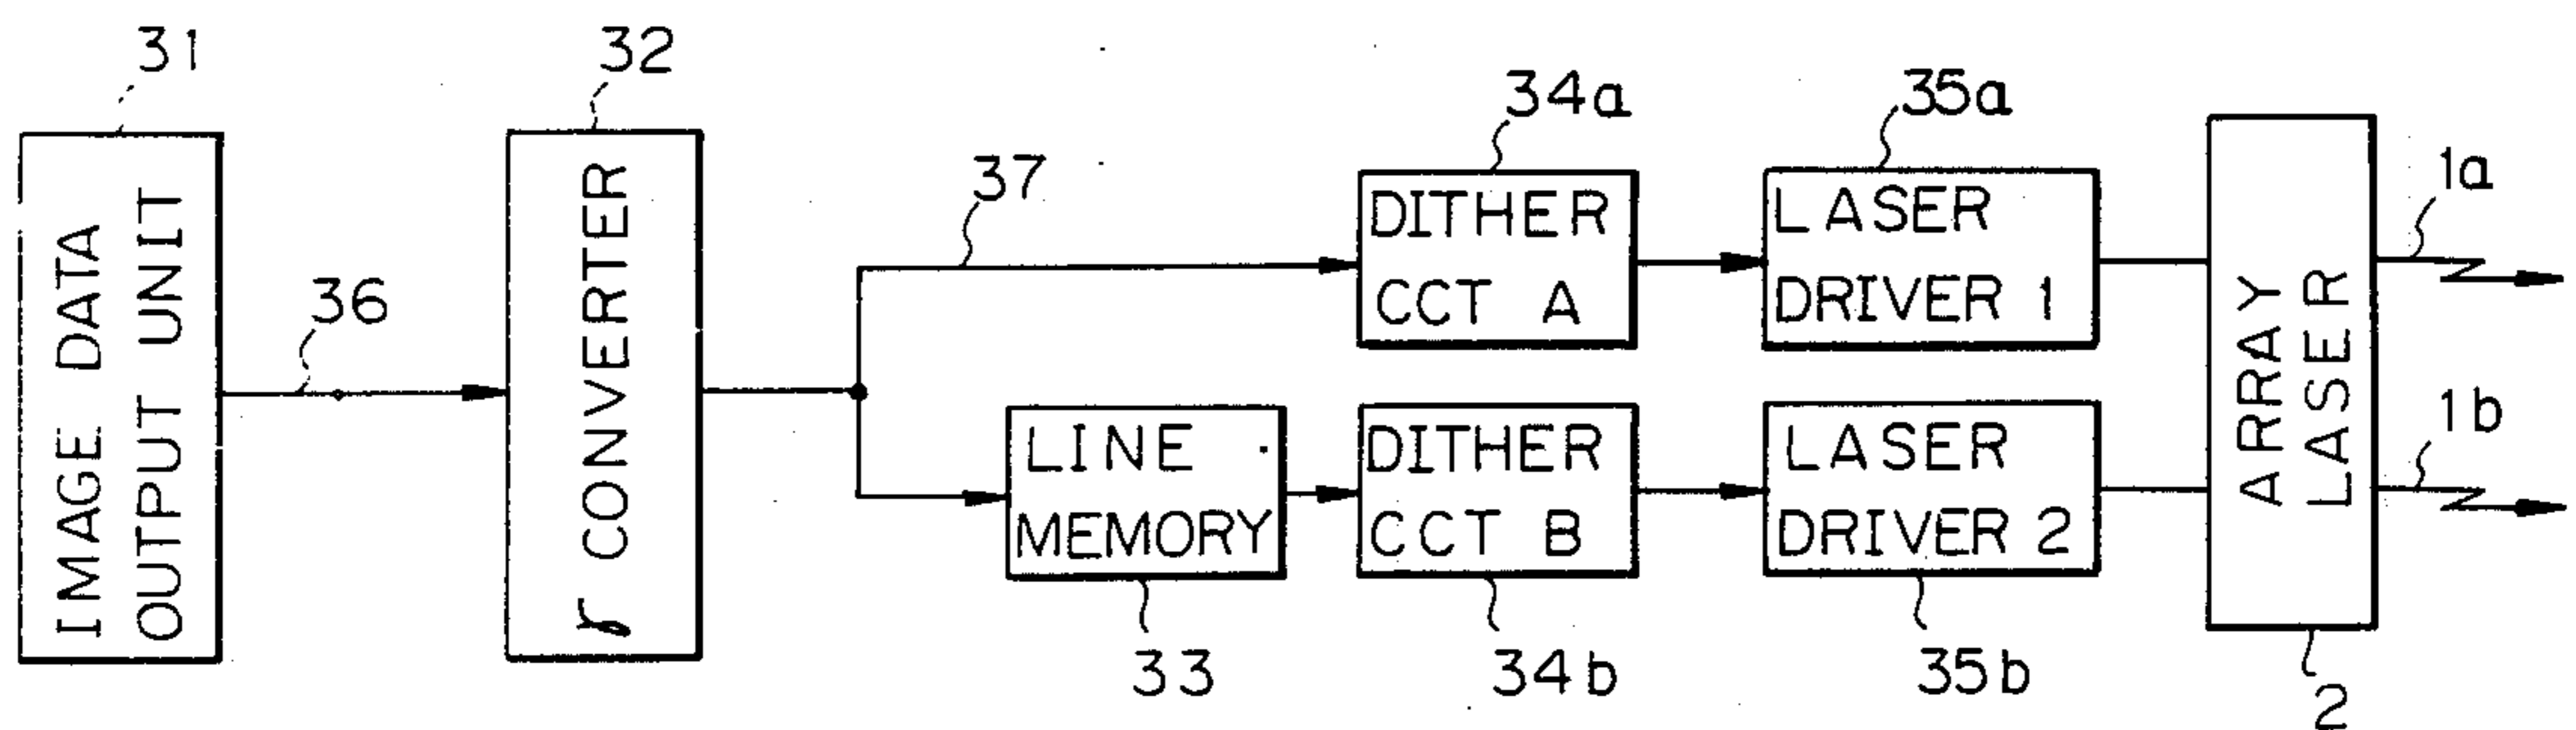 31
32
34a
35a
37
1a
36
IMAGE DATA
OUTPUT UNIT
γ CONVERTER
DITHER
CCT A
LASER
DRIVER 1
ARRAY
LASER
1b
LINE
MEMORY
DITHER
CCT B
LASER
DRIVER 2
33
34b
35b
2